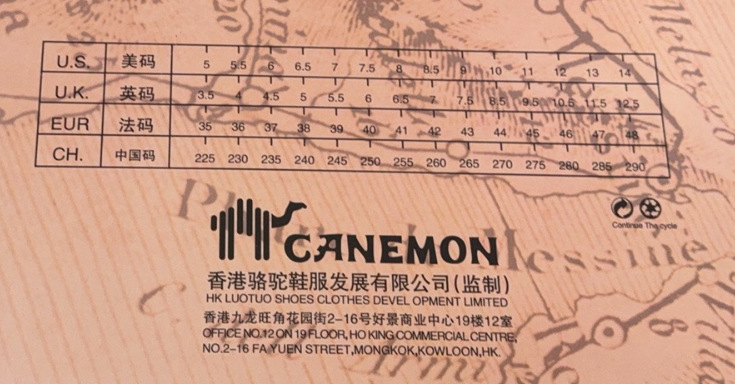 U.S. 美码 5 5.5 6 6.5 7 7.5 8 8.5 9 10 11 12 13 14
U.K. 英码 3.5 4 4.5 5 5.5 6 6.5 7 7.5 8.5 9.5 10.6 11.5 12.5
EUR 法码 35 36 37 38 39 40 41 42 43 44 45 46 47 48
CH. 中国码 225 230 235 240 245 250 255 260 265 270 275 280 285 290
Continue The cycle
CANEMON
香港骆驼鞋服发展有限公司(监制)
HK LUOTUO SHOES CLOTHES DEVEL OPMENT LIMITED
香港九龙旺角花园街2-16号好景商业中心19楼12室
OFFICE NO.12 ON 19 FLOOR, HO KING COMMERCIAL CENTRE,
NO.2-16 FA YUEN STREET,MONGKOK,KOWLOON,HK.